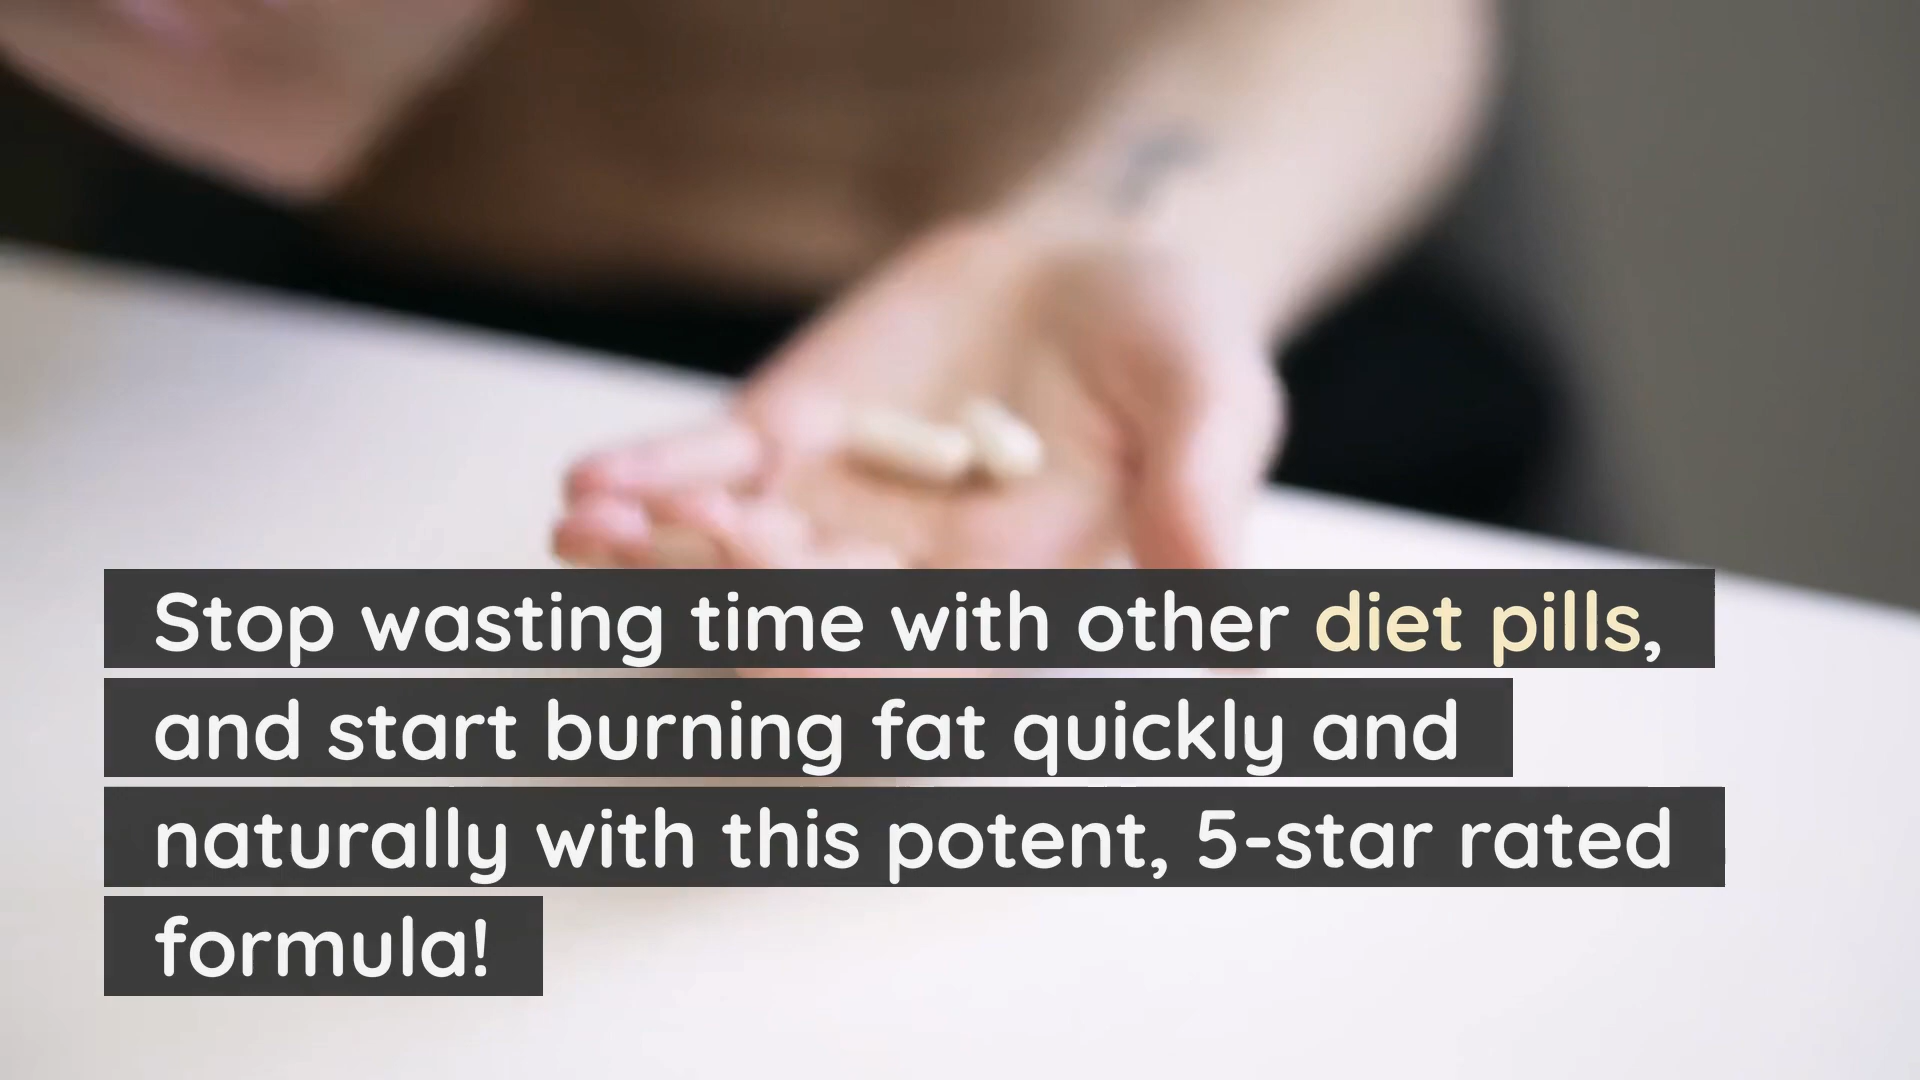 Stop wasting time with other diet pills,
and start burning fat quickly and
naturally with this potent, 5-star rated
formula!